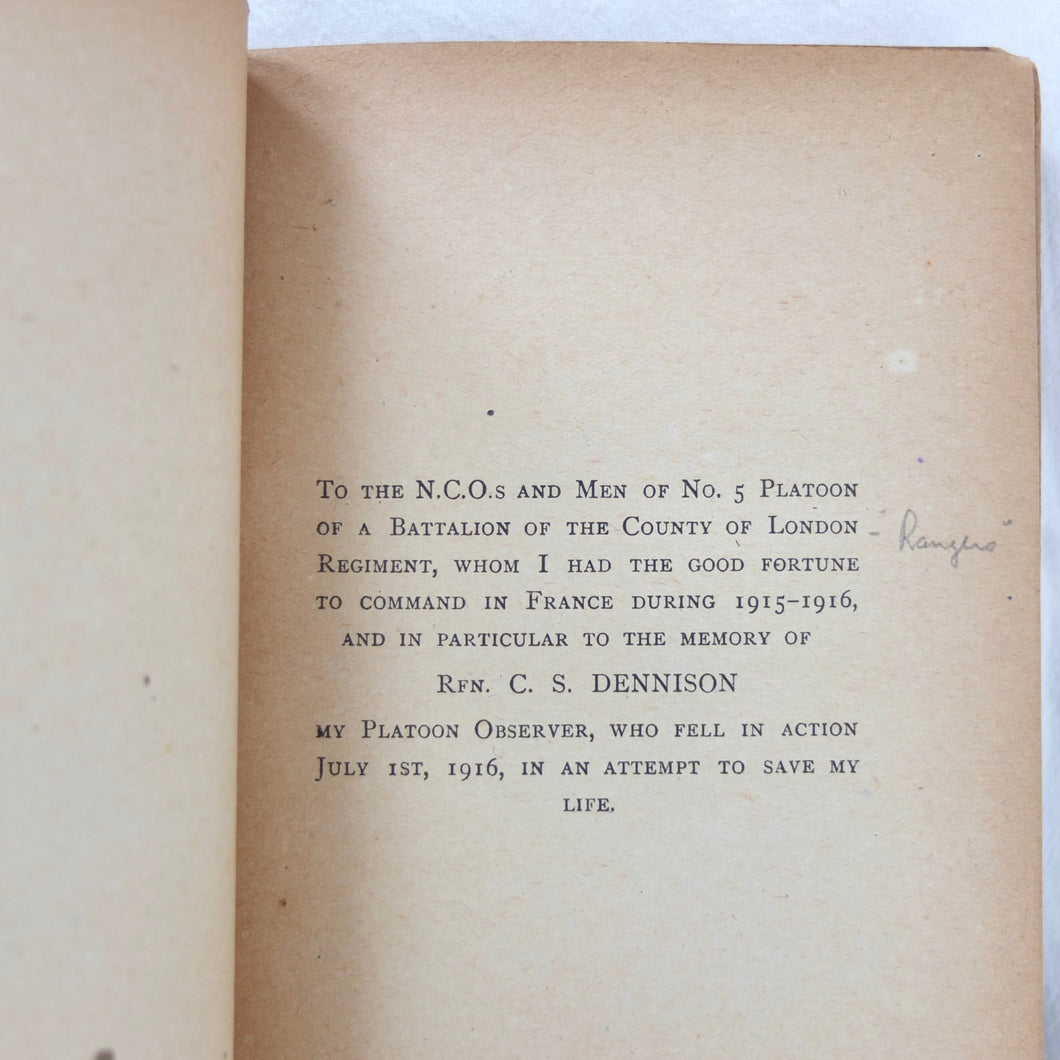 To the N.C.O.s and Men of No. 5 Platoon
of a Battalion of the County of London - "Rangers"
Regiment, whom I had the good fortune
to command in France during 1915–1916,
and in particular to the memory of
Rfn. C. S. DENNISON
my Platoon Observer, who fell in action
July 1st, 1916, in an attempt to save my
life.